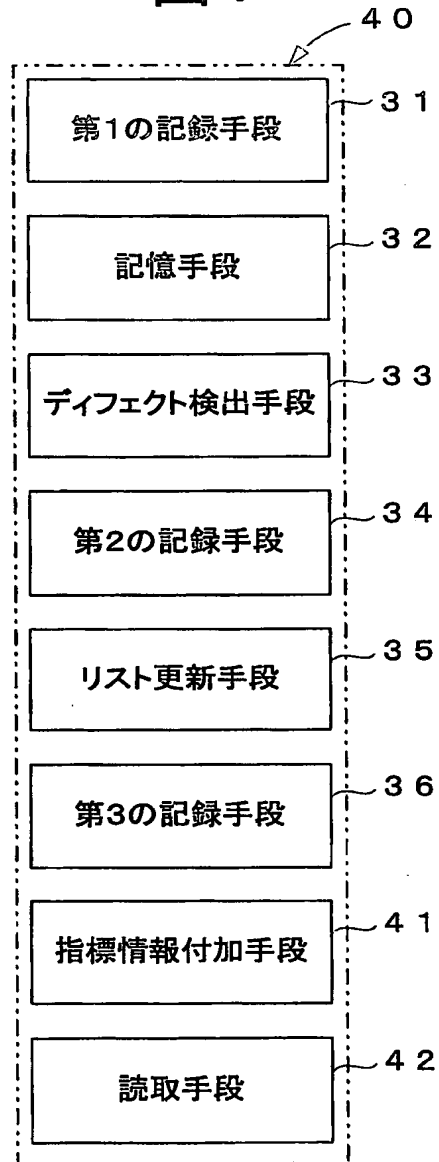 40
第1の記録手段 31
記憶手段 32
ディフェクト検出手段 33
第2の記録手段 34
リスト更新手段 35
第3の記録手段 36
指標情報付加手段 41
読取手段 42